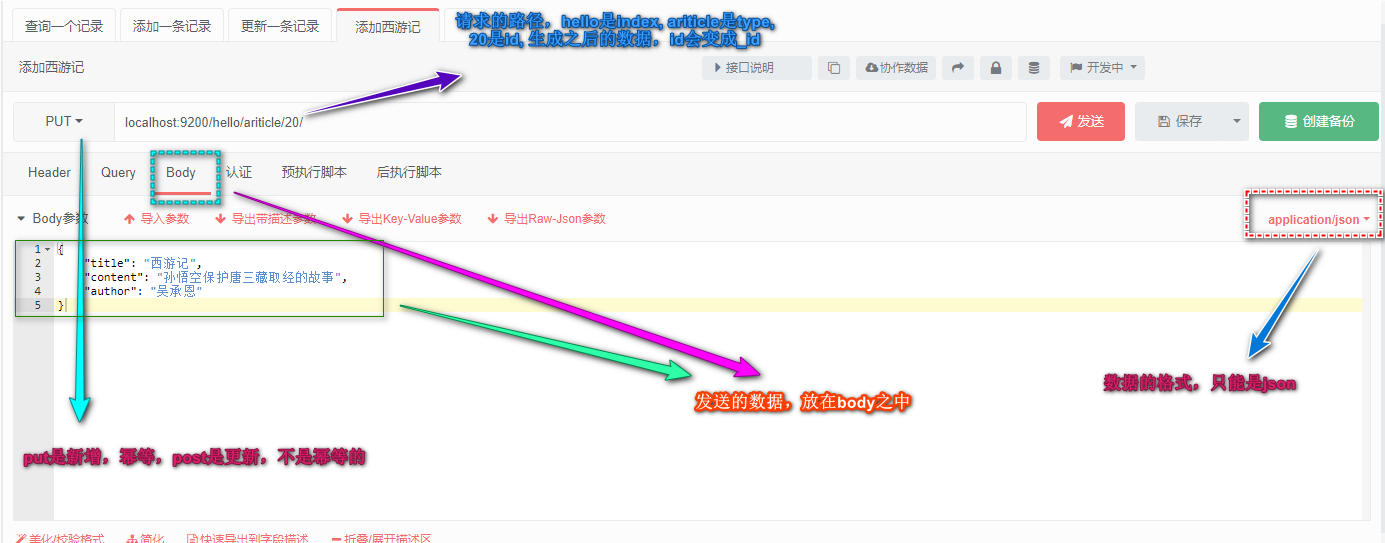 查询一个记录 添加一条记录 更新一条记录 添加西游记
请求的路径，hello是index, ariticle是type,
20是id, 生成之后的数据，id会变成_id
添加西游记 接口说明 协作数据 开发中
PUT localhost:9200/hello/ariticle/20/ 发送 保存 创建备份
Header Query Body 认证 预执行脚本 后执行脚本
Body参数 导入参数 导出带描述参数 导出Key-Value参数 导出Raw-Json参数 application/json
1 {
2 "title": "西游记",
3 "content": "孙悟空保护唐三藏取经的故事",
4 "author": "吴承恩"
5 }
数据的格式，只能是json
发送的数据，放在body之中
put是新增，幂等，post是更新，不是幂等的
美化/校验格式 简化 快速导出到字段描述 折叠/展开描述区